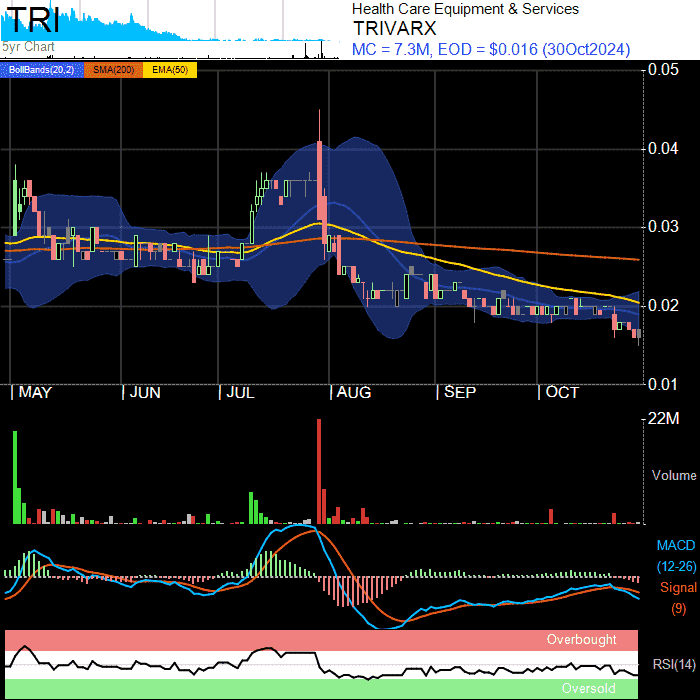 TRI
5yr Chart
Health Care Equipment & Services
TRIVARX
MC = 7.3M, EOD = $0.016 (30Oct2024)
BollBands(20,2) SMA(200) EMA(50)
0.05
0.04
0.03
0.02
0.01
| MAY | JUN | JUL | AUG | SEP | OCT
22M
Volume
MACD
(12-26)
Signal
(9)
Overbought
RSI(14)
Oversold